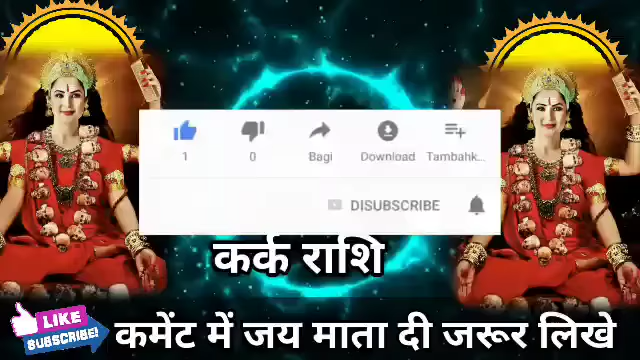 1 0 Bagi Download Tambahk...
DISUBSCRIBE
कर्क राशि
LIKE
SUBSCRIBE!
कमेंट में जय माता दी जरूर लिखे